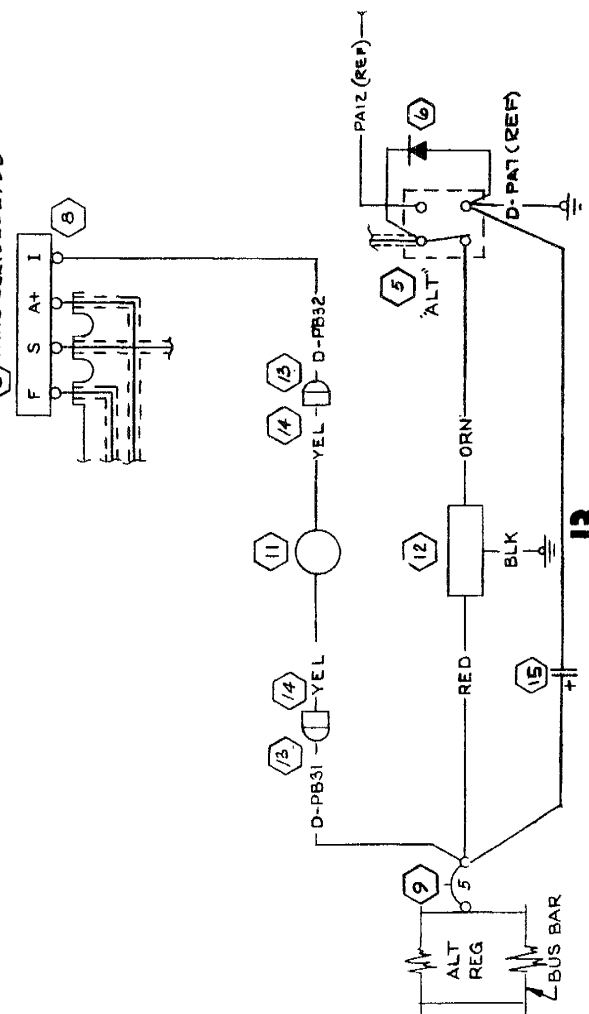 8
F S A+ I
PA12 (REF)
6
D-PA7 (REF)
5
"ALT"
13
D-PB32
14
YEL
11
14
YEL
13
D-PB31
ORN
12
BLK
RED
15
+
13
9
5
ALT
REG
BUS BAR